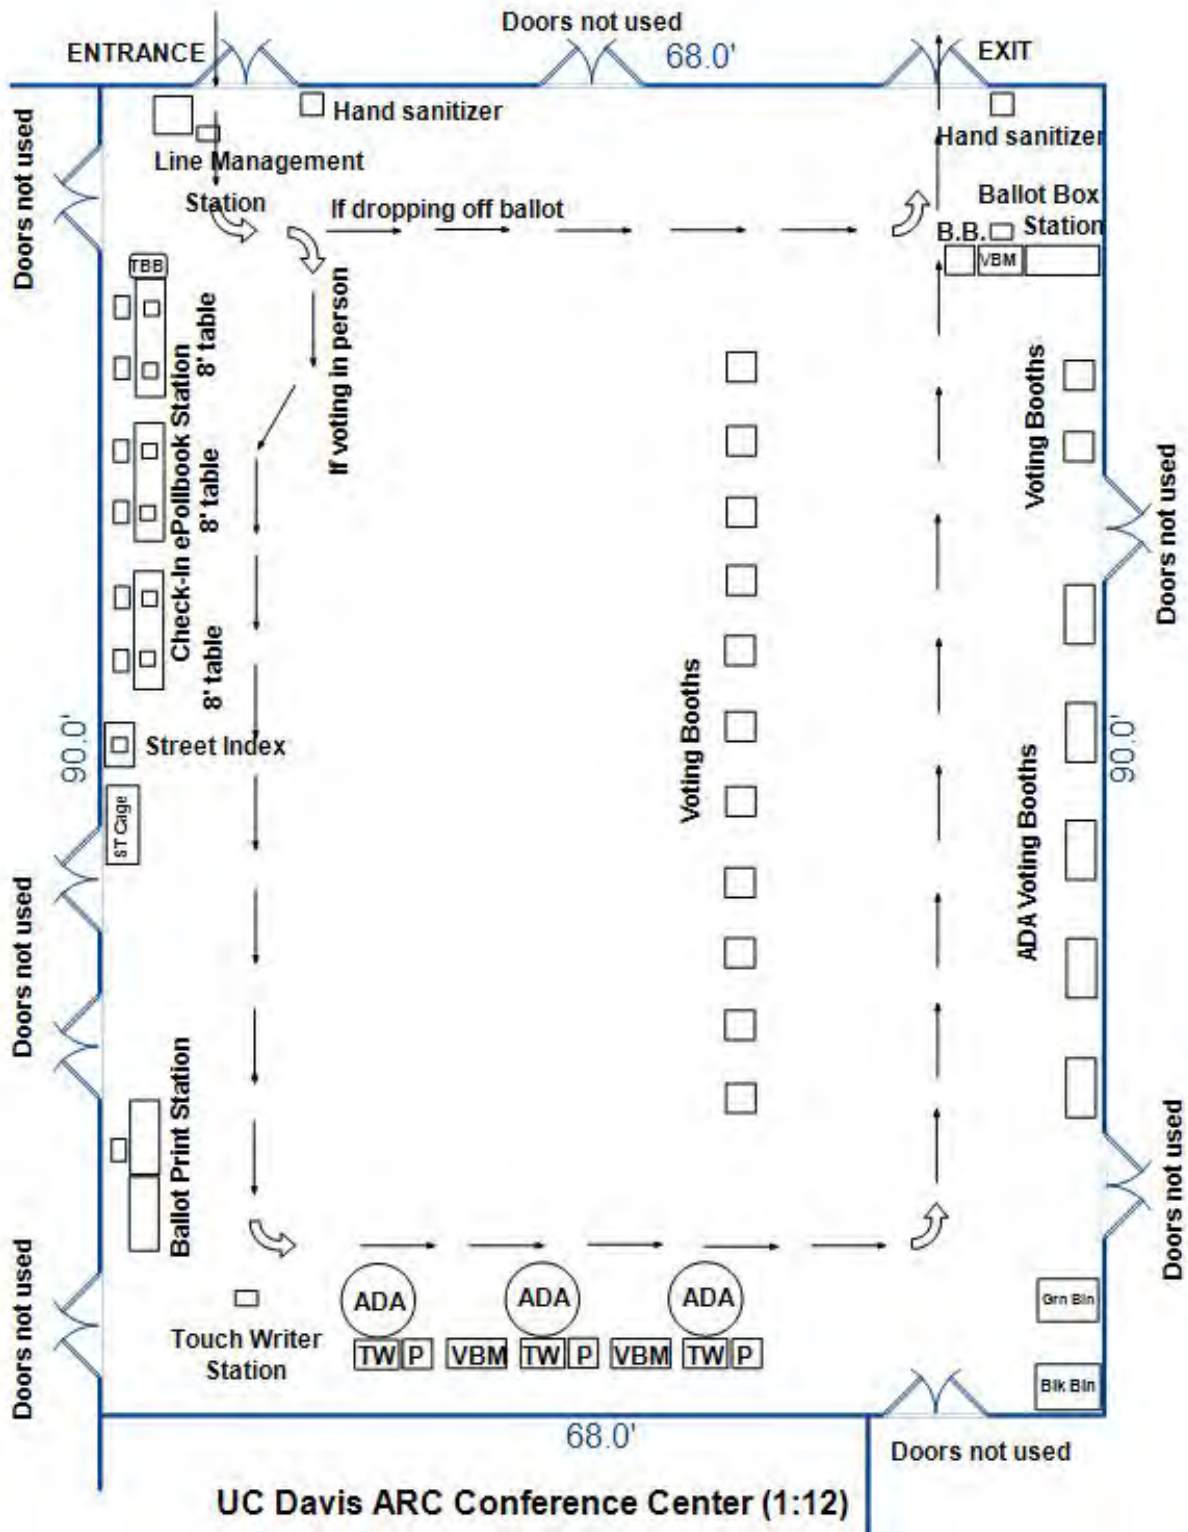 Doors not used
ENTRANCE
68.0'
EXIT
Hand sanitizer
Hand sanitizer
Doors not used
Line Management
Station
If dropping off ballot
Ballot Box
Station
B.B.
VBM
TBB
8' table
If voting in person
Check-In ePollbook Station
8' table
8' table
Voting Booths
Doors not used
Street Index
90.0'
ST Cage
Voting Booths
90.0'
ADA Voting Booths
Doors not used
Ballot Print Station
Doors not used
Doors not used
ADA
ADA
ADA
Grn Bin
Touch Writer
Station
TW
P
VBM
TW
P
VBM
TW
P
Blk Bin
68.0'
Doors not used
UC Davis ARC Conference Center (1:12)